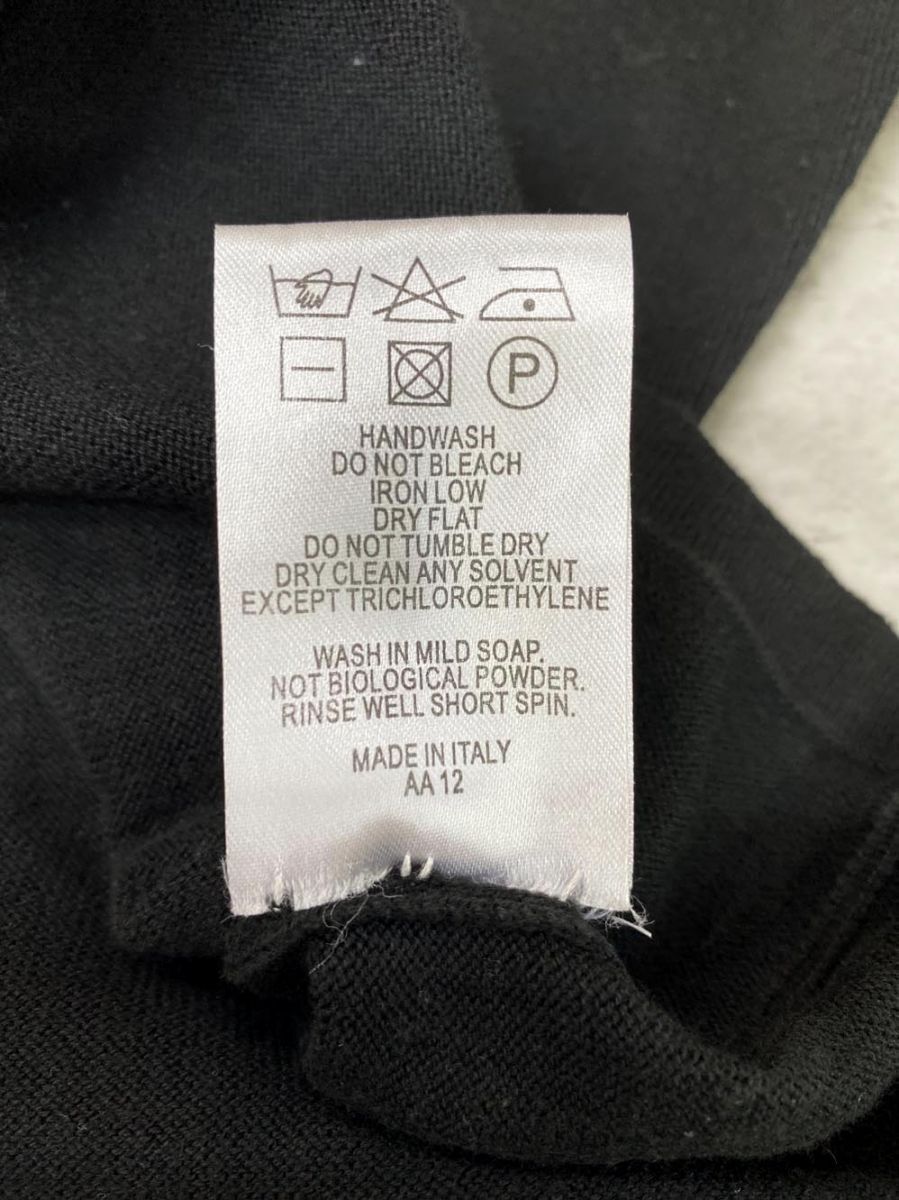 P
HANDWASH
DO NOT BLEACH
IRON LOW
DRY FLAT
DO NOT TUMBLE DRY
DRY CLEAN ANY SOLVENT
EXCEPT TRICHLOROETHYLENE
WASH IN MILD SOAP.
NOT BIOLOGICAL POWDER.
RINSE WELL SHORT SPIN.
MADE IN ITALY
AA 12